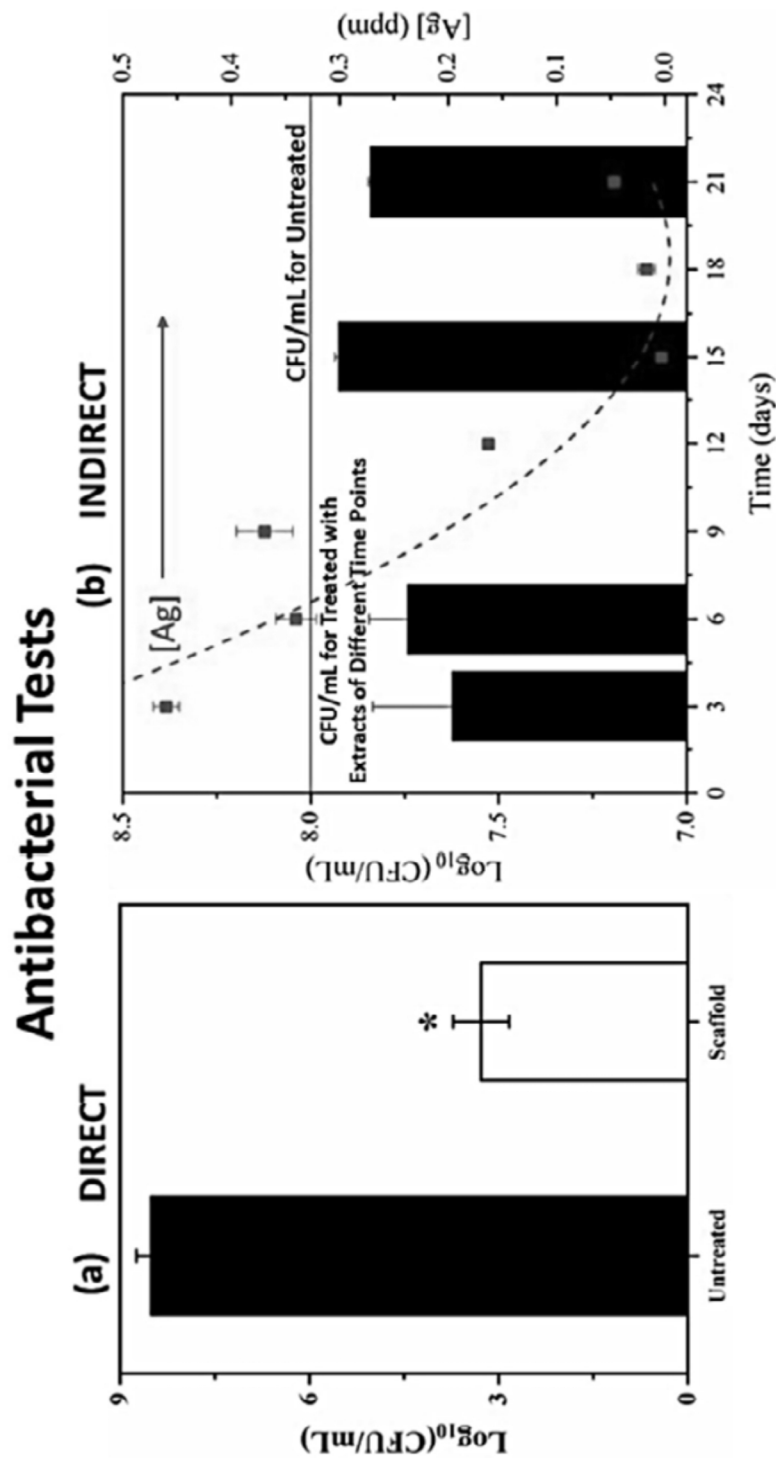 Antibacterial Tests
(a) DIRECT
Log10(CFU/mL)
9
6
3
0
Untreated
Scaffold
*
(b) INDIRECT
Log10(CFU/mL)
8.5
8.0
7.5
7.0
[Ag]
CFU/mL for Untreated
CFU/mL for Treated with
Extracts of Different Time Points
0 3 6 9 12 15 18 21 24
Time (days)
0.5
0.4
0.3
0.2
0.1
0.0
[Ag] (ppm)